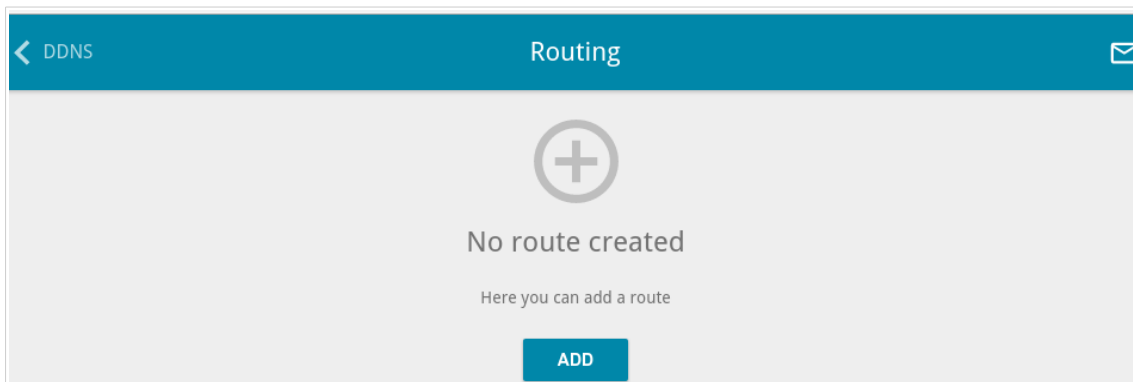 DDNS
Routing
No route created
Here you can add a route
ADD